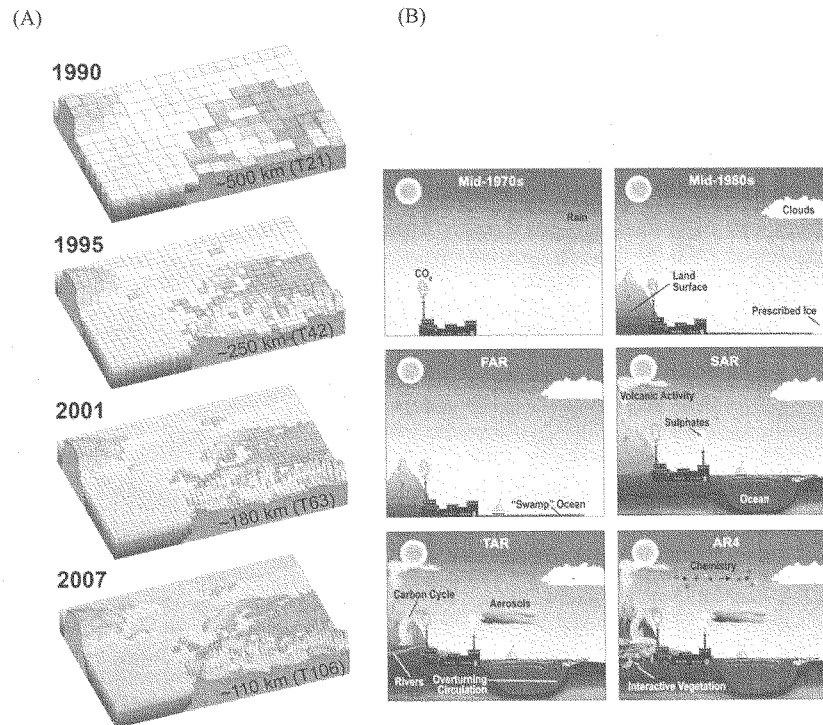 (A)
(B)
1990
~500 km (T21)
1995
~250 km (T42)
2001
~180 km (T63)
2007
~110 km (T106)
Mid-1970s
Rain
CO2
Mid-1980s
Clouds
Land
Surface
Prescribed Ice
FAR
"Swamp" Ocean
SAR
Volcanic Activity
Sulphates
Ocean
TAR
Carbon Cycle
Aerosols
Rivers
Overturning
Circulation
AR4
Chemistry
Interactive Vegetation